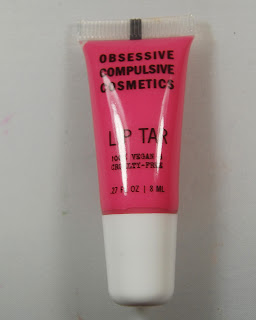 OBSESSIVE
COMPULSIVE
COSMETICS
LIP TAR
100% VEGAN &
CRUELTY-FREE
.27 FL OZ | 8 ML